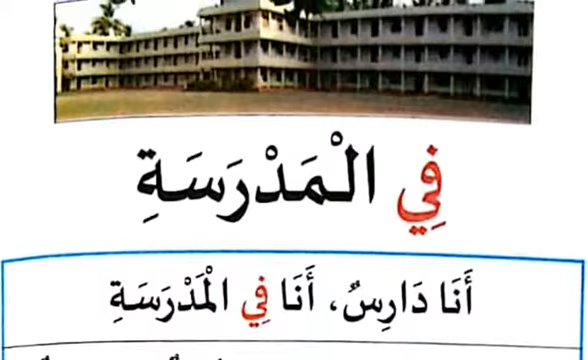 فِي الْمَدْرَسَةِ
أَنَا دَارِسٌ، أَنَا فِي الْمَدْرَسَةِ